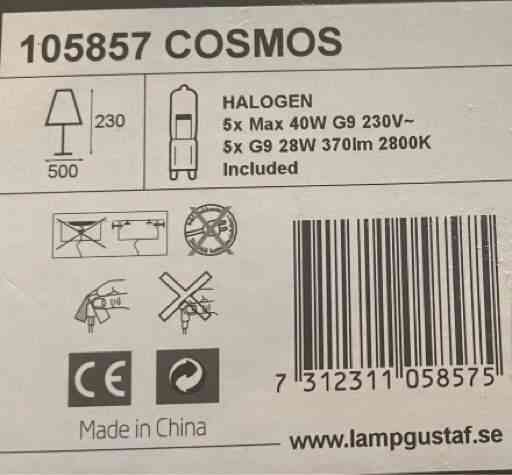 105857 COSMOS
230
500
HALOGEN
5x Max 40W G9 230V~
5x G9 28W 370lm 2800K
Included
CE
Made in China
7 312311 058575
www.lampgustaf.se